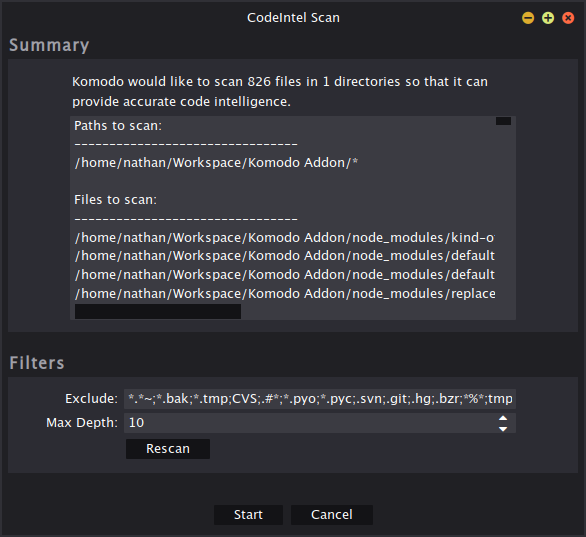 CodeIntel Scan
Summary
Komodo would like to scan 826 files in 1 directories so that it can
provide accurate code intelligence.
Paths to scan:
--------------------------------
/home/nathan/Workspace/Komodo Addon/*
Files to scan:
--------------------------------
/home/nathan/Workspace/Komodo Addon/node_modules/kind-o
/home/nathan/Workspace/Komodo Addon/node_modules/default
/home/nathan/Workspace/Komodo Addon/node_modules/default
/home/nathan/Workspace/Komodo Addon/node_modules/replace
Filters
Exclude: *.*~;*.bak;*.tmp;CVS;.#*;*.pyo;*.pyc;.svn;.git;.hg;.bzr;*%*;tmp
Max Depth: 10
Rescan
Start Cancel